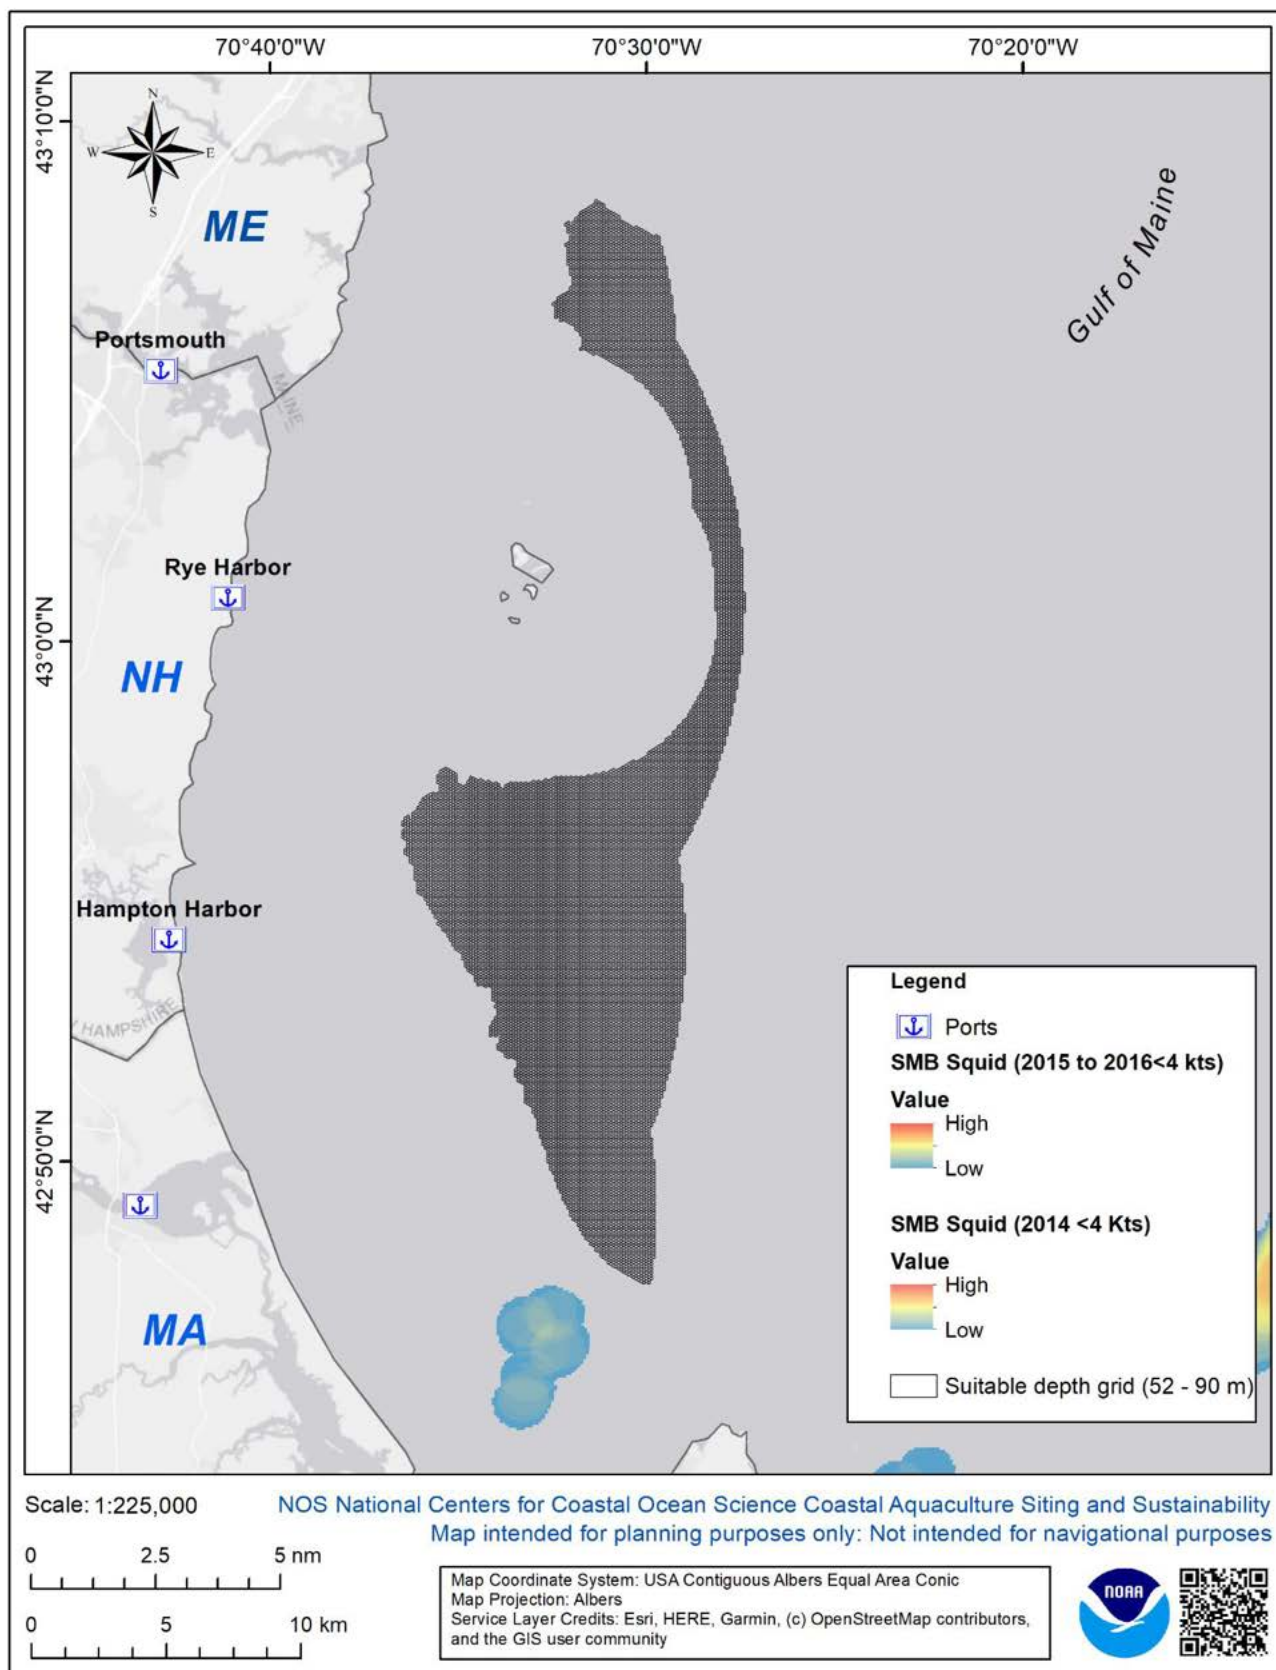 70°40'0"W
70°30'0"W
70°20'0"W
43°10'0"N
N
W
E
S
ME
Gulf of Maine
Portsmouth
MAINE
Rye Harbor
43°0'0"N
NH
Hampton Harbor
HAMPSHIRE
42°50'0"N
MA
Legend
Ports
SMB Squid (2015 to 2016<4 kts)
Value
High
Low
SMB Squid (2014 <4 Kts)
Value
High
Low
Suitable depth grid (52 - 90 m)
Scale: 1:225,000
NOS National Centers for Coastal Ocean Science Coastal Aquaculture Siting and Sustainability
Map intended for planning purposes only: Not intended for navigational purposes
0 2.5 5 nm
0 5 10 km
Map Coordinate System: USA Contiguous Albers Equal Area Conic
Map Projection: Albers
Service Layer Credits: Esri, HERE, Garmin, (c) OpenStreetMap contributors,
and the GIS user community
NOAA